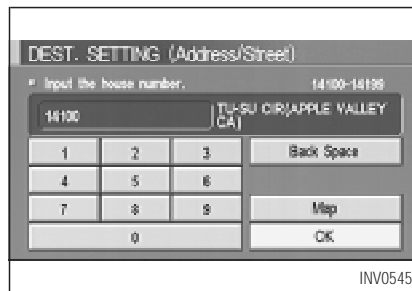 DEST. SETTING (Address/Street)
Input the house number. 14100-14199
14100 TU-SU CIR(APPLE VALLEY
CA)
1 2 3 Back Space
4 5 6
7 8 9 Map
0 OK
INV0545